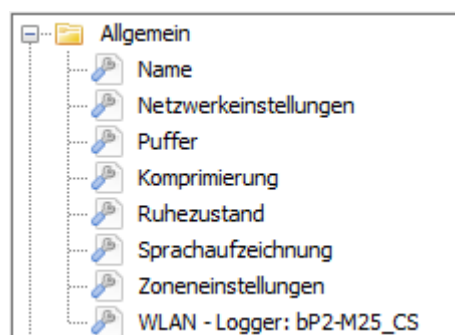 Allgemein
Name
Netzwerkeinstellungen
Puffer
Komprimierung
Ruhezustand
Sprachaufzeichnung
Zoneneinstellungen
WLAN - Logger: bP2-M25_CS